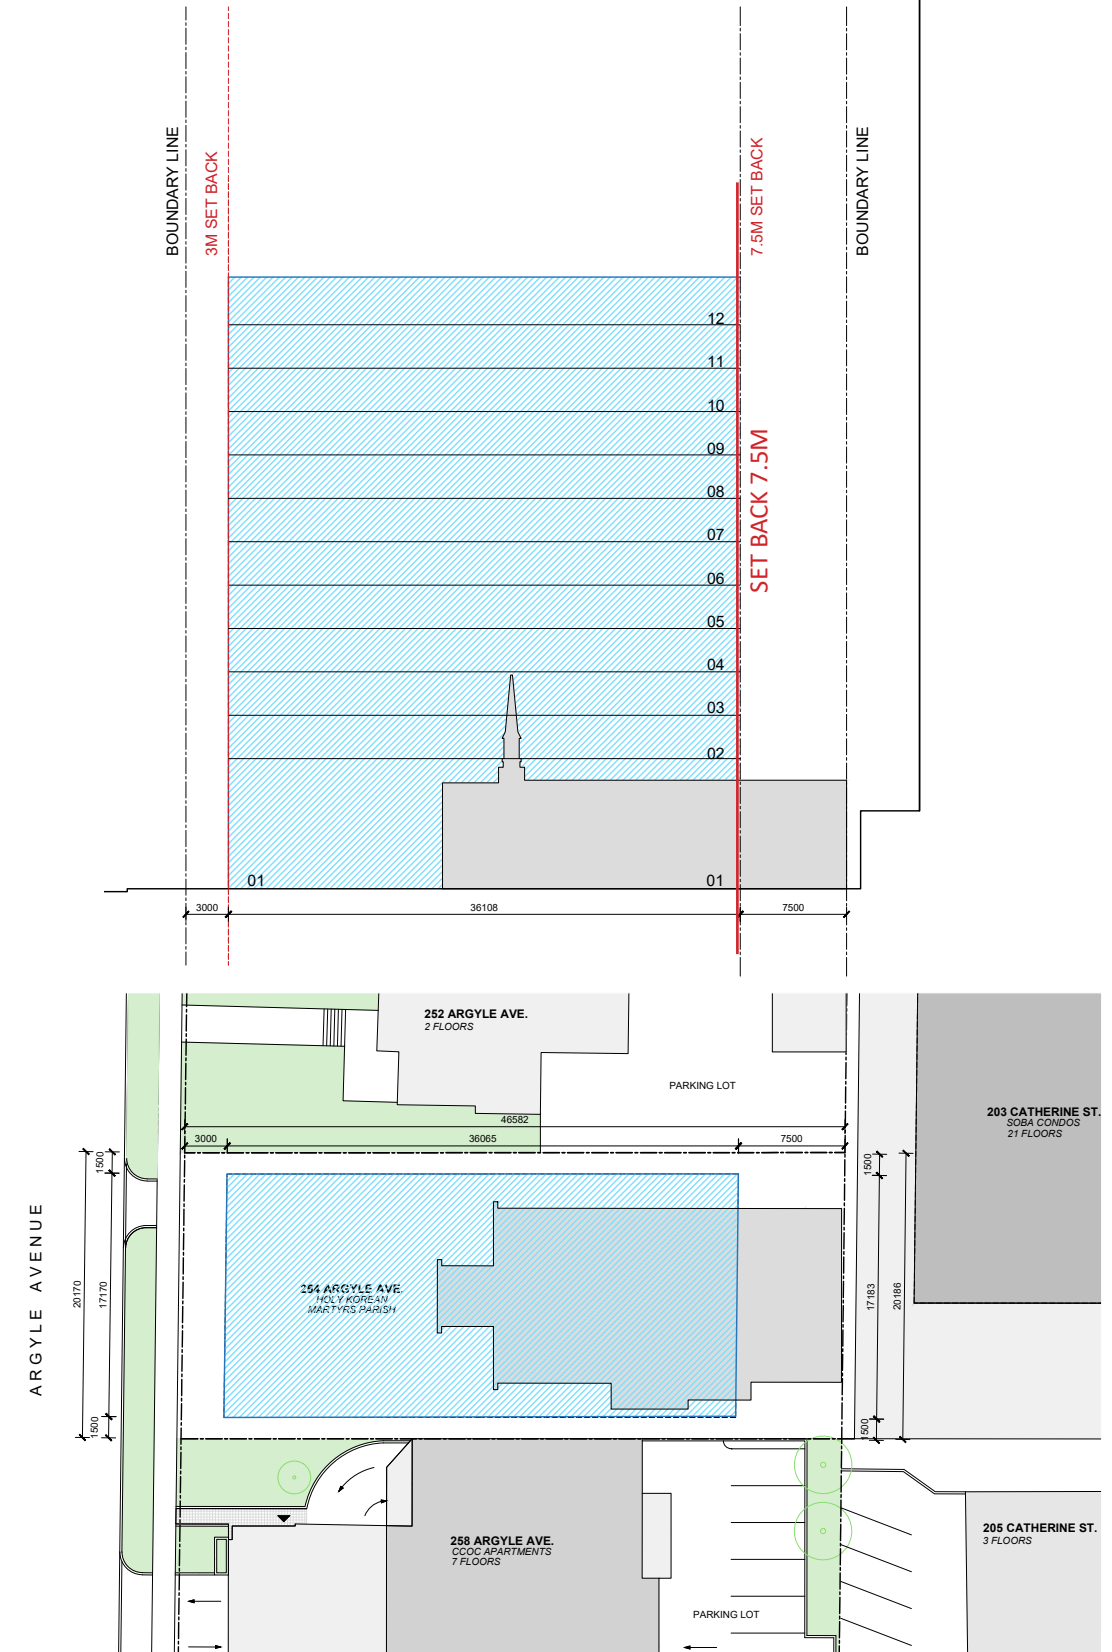 BOUNDARY LINE
3M SET BACK
7.5M SET BACK
BOUNDARY LINE
12
11
10
09
08
07
06
05
04
03
02
SET BACK 7.5M
01
01
3000
36108
7500
252 ARGYLE AVE.
2 FLOORS
PARKING LOT
203 CATHERINE ST.
SOBA CONDOS
21 FLOORS
46582
3000
36065
7500
ARGYLE AVENUE
20170
1500
17170
1500
254 ARGYLE AVE.
HOLY KOREAN
MARTYRS PARISH
1500
17183
20186
1500
258 ARGYLE AVE.
CCOC APARTMENTS
7 FLOORS
205 CATHERINE ST.
3 FLOORS
PARKING LOT